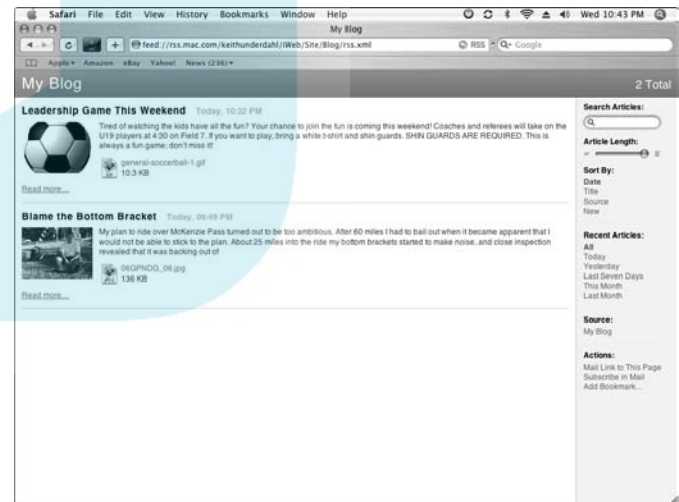 Safari File Edit View History Bookmarks Window Help Wed 10:43 PM
My Blog
feed://rss.mac.com/keithunderdahl/iWeb/Site/Blog/rss.xml RSS Google
Apple Amazon eBay Yahoo! News (236)
My Blog 2 Total
Leadership Game This Weekend Today, 10:32 PM
Tired of watching the kids have all the fun? Your chance to join the fun is coming this weekend! Coaches and referees will take on the
U19 players at 4:30 on Field 7. If you want to play, bring a white t-shirt and shin guards. SHIN GUARDS ARE REQUIRED. This is
always a fun game; don't miss it!
general-soccerball-1.gif
10.3 KB
Read more...
Blame the Bottom Bracket Today, 08:49 PM
My plan to ride over McKenzie Pass turned out to be too ambitious. After 60 miles I had to bail out when it became apparent that I
would not be able to stick to the plan. About 25 miles into the ride my bottom brackets started to make noise, and close inspection
revealed that it was backing out of
06GPNDG_06.jpg
136 KB
Read more...
Search Articles:
Article Length:
Sort By:
Date
Title
Source
New
Recent Articles:
All
Today
Yesterday
Last Seven Days
This Month
Last Month
Source:
My Blog
Actions:
Mail Link to This Page
Subscribe in Mail
Add Bookmark...